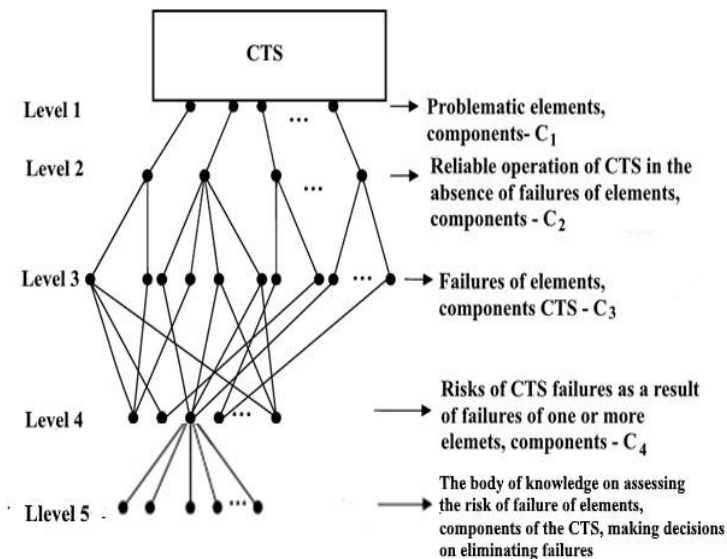 CTS
Level 1
...
Problematic elements,
components- C1
Level 2
...
Reliable operation of CTS in the
absence of failures of elements,
components - C2
Level 3
...
Failures of elements,
components CTS - C3
Level 4
...
Risks of CTS failures as a result
of failures of one or more
elemets, components - C4
Llevel 5
...
The body of knowledge on assessing
the risk of failure of elements,
components of the CTS, making decisions
on eliminating failures